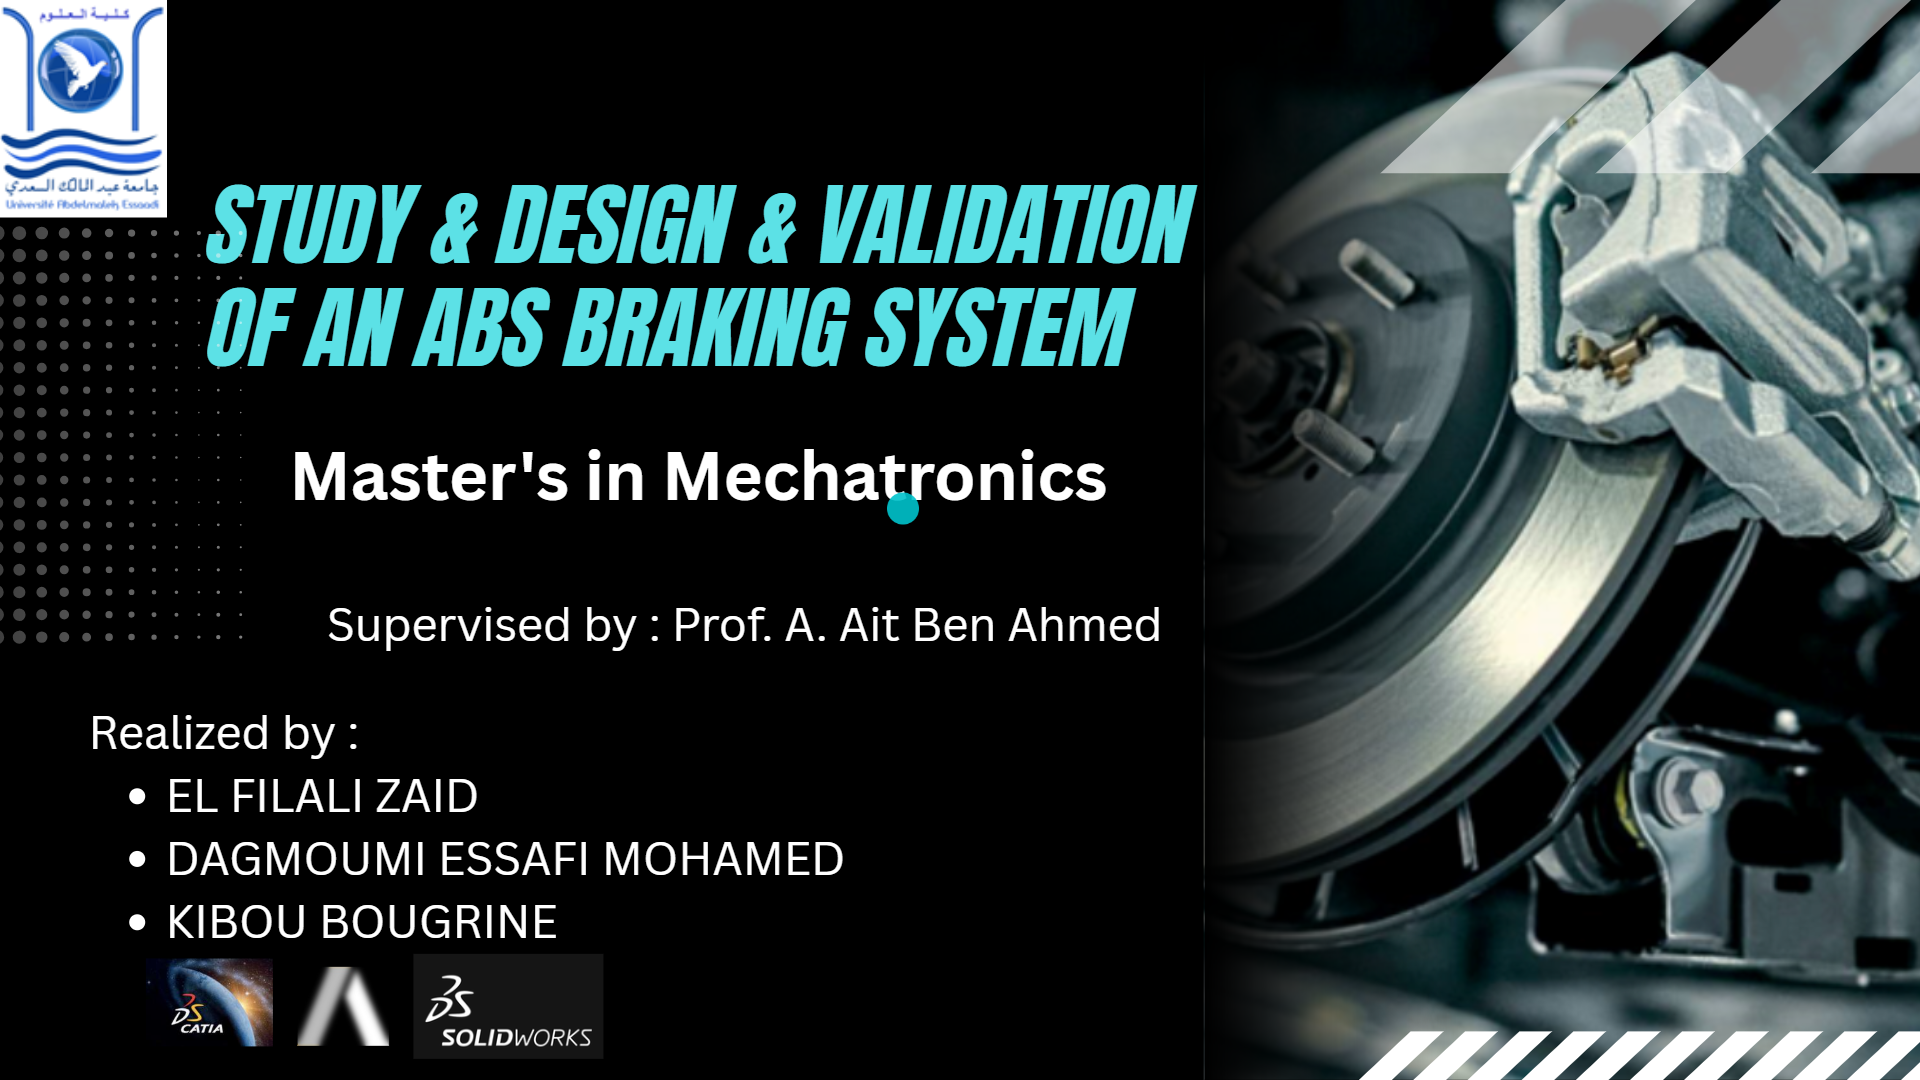 كلية العلوم
جامعة عبد المالك السعدي
Université Abdelmalek Essaadi
STUDY & DESIGN & VALIDATION
OF AN ABS BRAKING SYSTEM
Master's in Mechatronics
Supervised by : Prof. A. Ait Ben Ahmed
Realized by :
• EL FILALI ZAID
• DAGMOUMI ESSAFI MOHAMED
• KIBOU BOUGRINE
CATIA
SOLIDWORKS